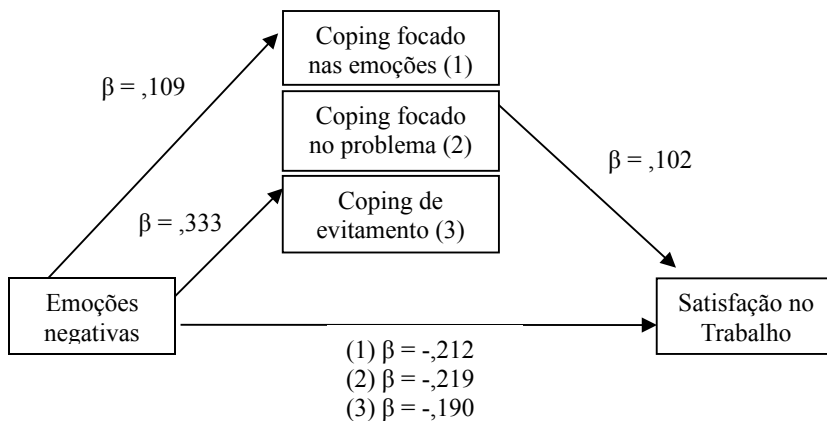 Coping focado
nas emoções (1)
β = ,109
Coping focado
no problema (2)
β = ,102
Coping de
evitamento (3)
β = ,333
Emoções
negativas
Satisfação no
Trabalho
(1) β = -,212
(2) β = -,219
(3) β = -,190